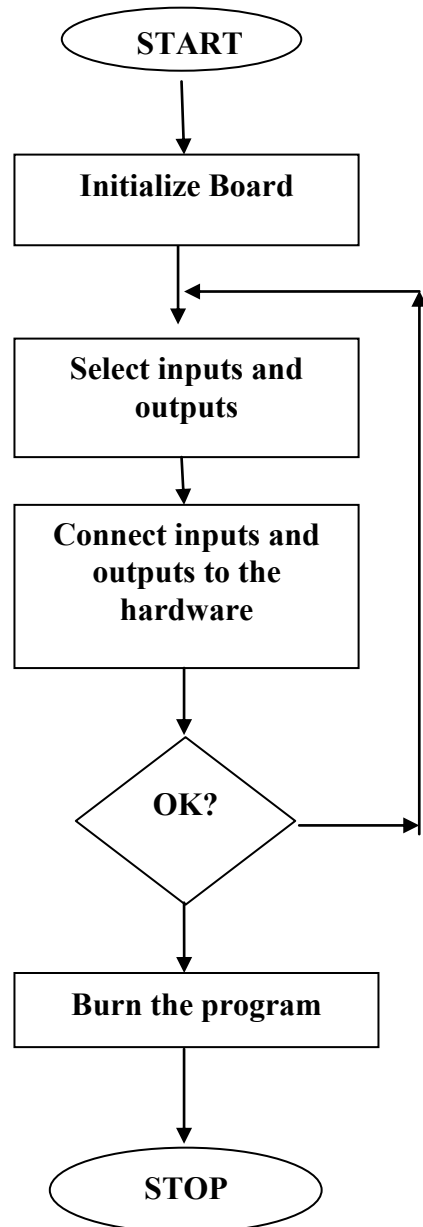 START
Initialize Board
Select inputs and
outputs
Connect inputs and
outputs to the
hardware
OK?
Burn the program
STOP